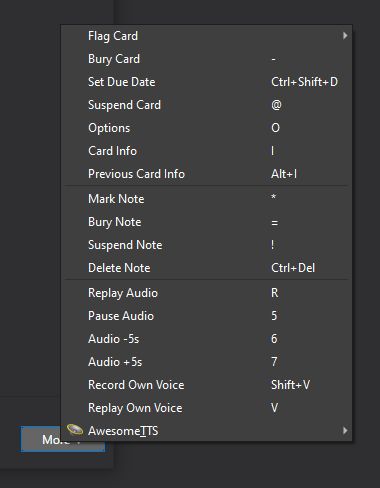 Flag Card
Bury Card -
Set Due Date Ctrl+Shift+D
Suspend Card @
Options O
Card Info I
Previous Card Info Alt+I
Mark Note *
Bury Note =
Suspend Note !
Delete Note Ctrl+Del
Replay Audio R
Pause Audio 5
Audio -5s 6
Audio +5s 7
Record Own Voice Shift+V
Replay Own Voice V
AwesomeTTS
More